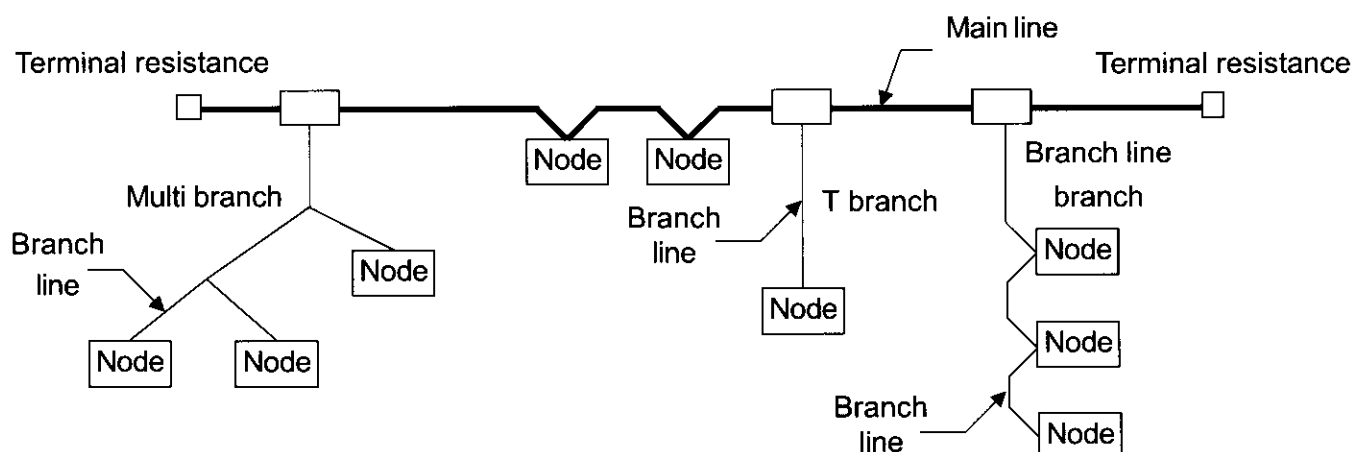 Main line
Terminal resistance
Terminal resistance
Node
Node
Branch line
branch
Multi branch
T branch
Branch
line
Branch
line
Node
Node
Node
Node
Node
Node
Branch
line
Node